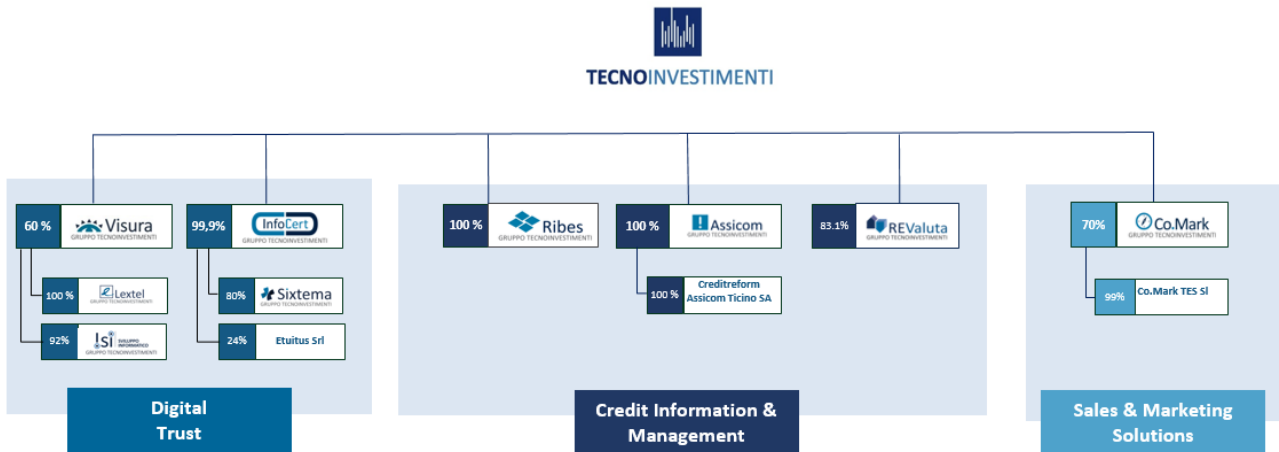 TECNOINVESTIMENTI
60 %
Visura
GRUPPO TECNOINVESTIMENTI
99,9%
InfoCert
GRUPPO TECNOINVESTIMENTI
100 %
Ribes
GRUPPO TECNOINVESTIMENTI
100 %
Assicom
GRUPPO TECNOINVESTIMENTI
83.1%
REValuta
GRUPPO TECNOINVESTIMENTI
70%
Co.Mark
GRUPPO TECNOINVESTIMENTI
100 %
Lextel
GRUPPO TECNOINVESTIMENTI
80%
Sixtema
GRUPPO TECNOINVESTIMENTI
100 %
Creditreform
Assicom Ticino SA
99%
Co.Mark TES Sl
92%
isi
SVILUPPO
INFORMATICO
GRUPPO TECNOINVESTIMENTI
24%
Etuitus Srl
Digital
Trust
Credit Information &
Management
Sales & Marketing
Solutions